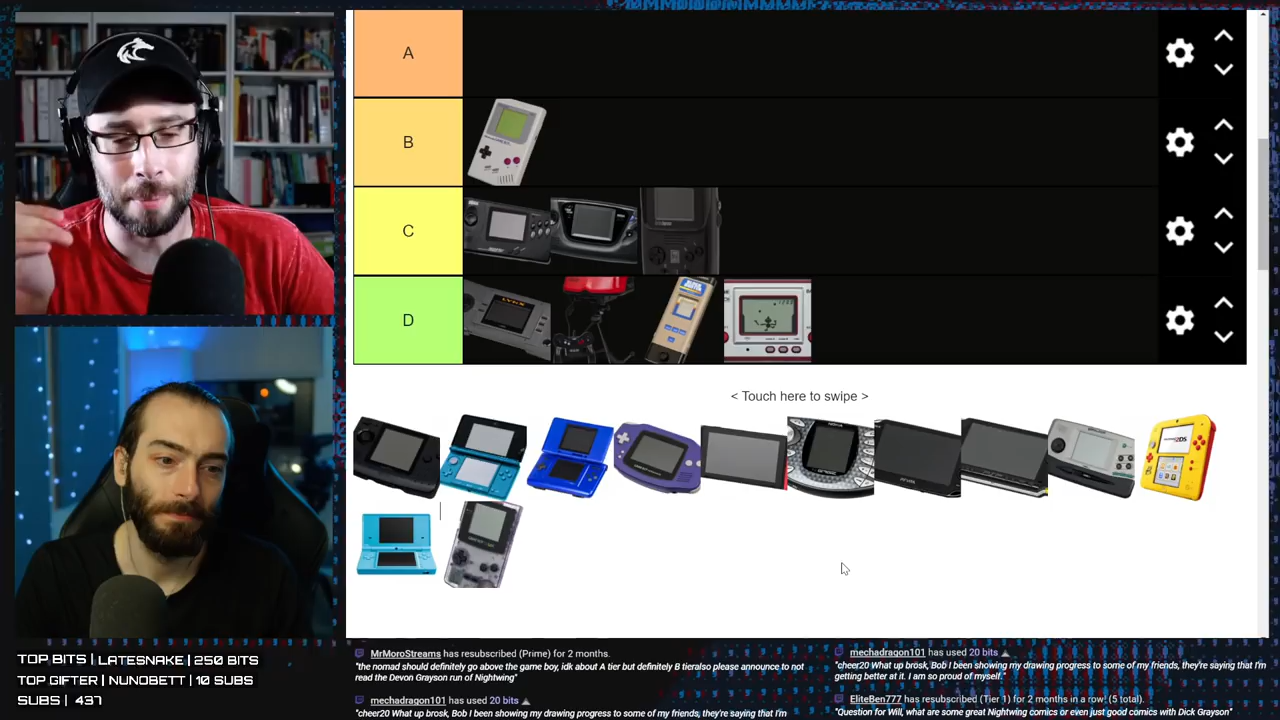 A
B
C
D
LYNX
< Touch here to swipe >
NOKIA
TOP BITS | LATESNAKE | 250 BITS
TOP GIFTER | NUNOBETT | 10 SUBS
SUBS | 437
MrMoroStreams has resubscribed (Prime) for 2 months.
"the nomad should definitely go above the game boy, idk about A tier but definitely B tieralso please announce to not
read the Devon Grayson run of Nightwing"
mechadragon101 has used 20 bits
"cheer20 What up brosk, Bob I been showing my drawing progress to some of my friends, they're saying that I'm
mechadragon101 has used 20 bits
"cheer20 What up brosk, Bob I been showing my drawing progress to some of my friends, they're saying that I'm
getting better at it. I am so proud of myself."
EliteBen777 has resubscribed (Tier 1) for 2 months in a row! (5 total).
"Question for Will, what are some great Nightwing comics or even just good comics with Dick Grayson"